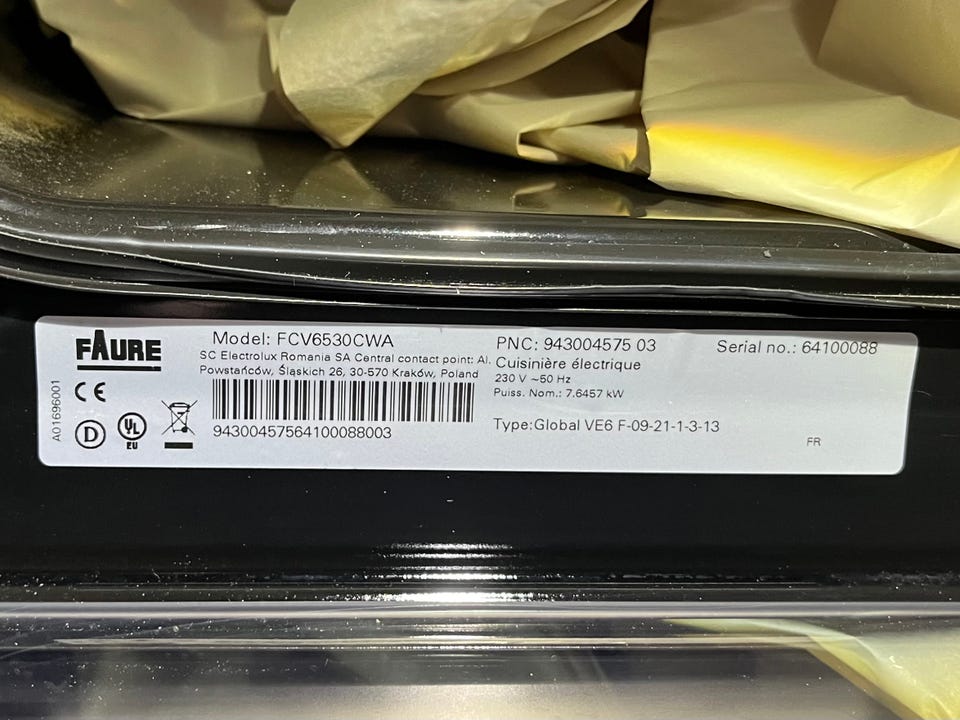 FAURE
Model: FCV6530CWA
SC Electrolux Romania SA Central contact point: Al.
Powstańców, Śląskich 26, 30-570 Kraków, Poland
94300457564100088003
A01696001
CE
D
UL
EU
PNC: 943004575 03
Cuisinière électrique
230 V ~50 Hz
Puiss. Nom.: 7.6457 kW
Type:Global VE6 F-09-21-1-3-13
Serial no.: 64100088
FR